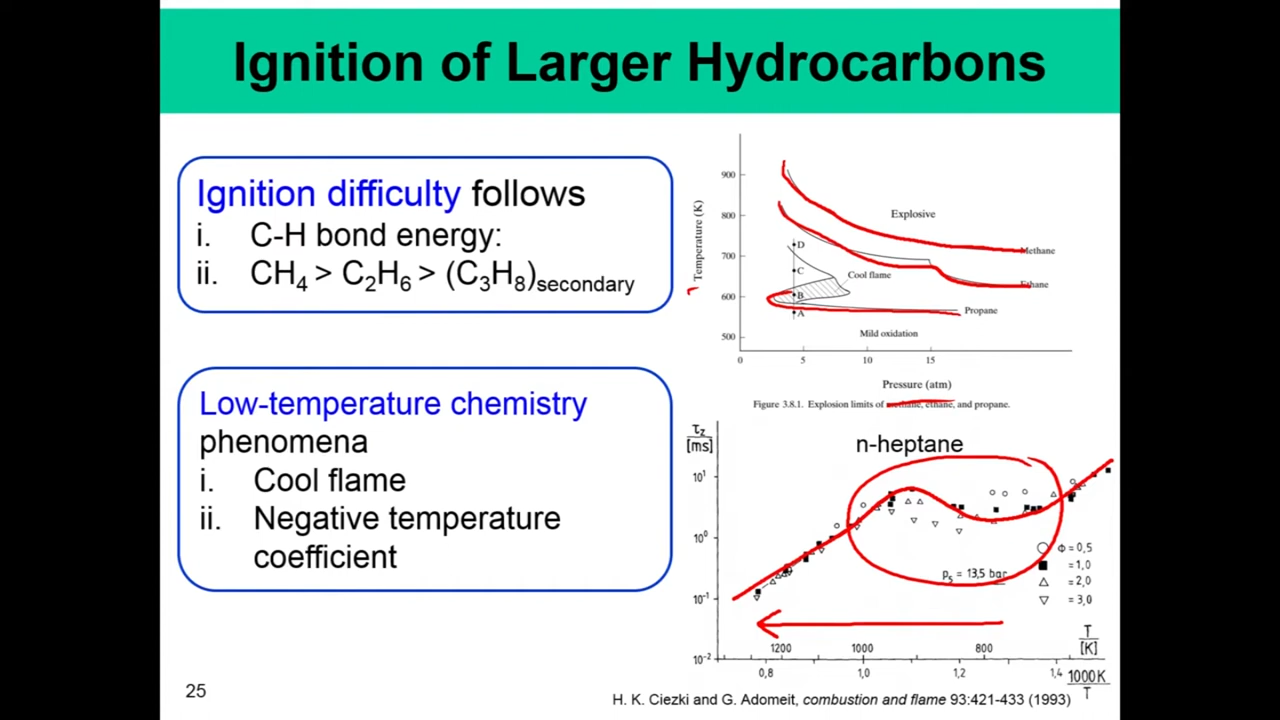 Ignition of Larger Hydrocarbons
Ignition difficulty follows
i. C-H bond energy:
ii. CH4 > C2H6 > (C3H8)secondary
Low-temperature chemistry
phenomena
i. Cool flame
ii. Negative temperature
coefficient
25
Temperature (K)
900
800
700
600
500
Explosive
Methane
D
C
Cool flame
B
Ethane
A
Propane
Mild oxidation
0
5
10
15
Pressure (atm)
Figure 3.8.1. Explosion limits of methane, ethane, and propane.
τz
[ms]
n-heptane
10¹
10⁰
10⁻¹
10⁻²
p5 = 13,5 bar
Φ = 0,5
= 1,0
= 2,0
= 3,0
1200
1000
800
T
[K]
0,8
1,0
1,2
1,4
1000K
T
H. K. Ciezki and G. Adomeit, combustion and flame 93:421-433 (1993)